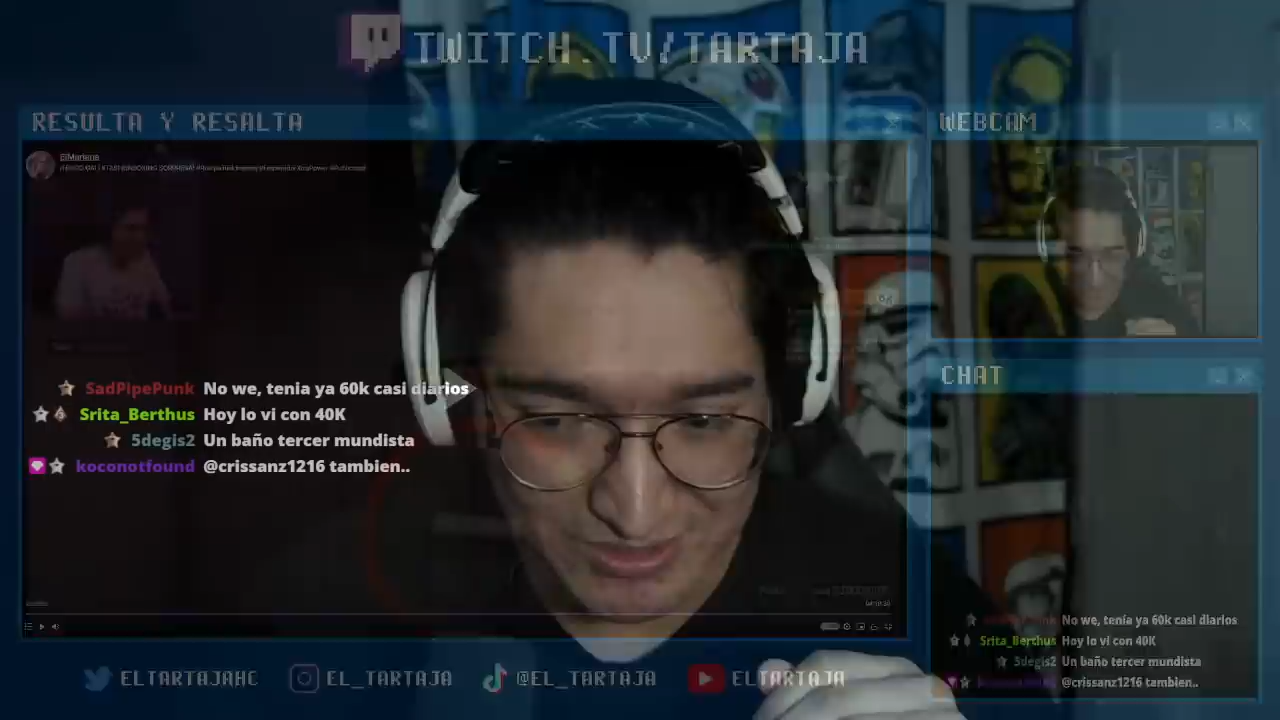 TWITCH.TV/TARTAJA
RESULTA Y RESALTA
WEBCAM
ElMariana
SadPipePunk No we, tenia ya 60k casi diarios
Srita_Berthus Hoy lo vi con 40K
5degis2 Un baño tercer mundista
koconotfound @crissanz1216 tambien..
CHAT
No we, tenía ya 60k casi diarios
Srita_Berthus Hoy lo vi con 40K
5degis2 Un baño tercer mundista
@crissanz1216 tambien..
ELTARTAJAHC
EL_TARTAJA
@EL_TARTAJA
ELTARTAJA